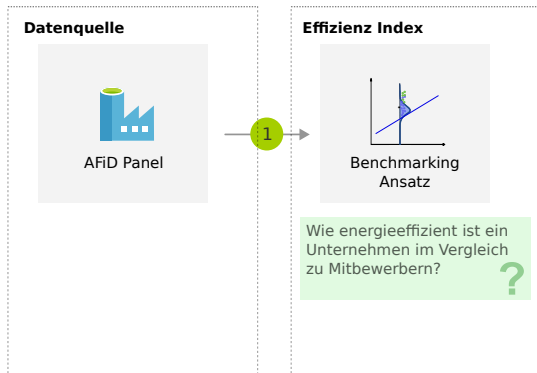 Datenquelle
AFiD Panel
1
Effizienz Index
Benchmarking
Ansatz
Wie energieeffizient ist ein
Unternehmen im Vergleich
zu Mitbewerbern?
?